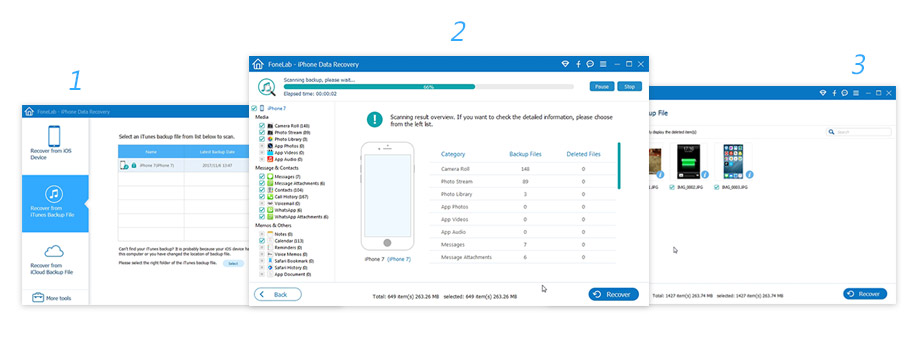 1
2
3
FoneLab - iPhone Data Recovery
Recover from iOS
Device
Recover from
iTunes Backup File
Recover from
iCloud Backup File
More tools
Select an iTunes backup file from list below to scan.
Name
Latest Backup Date
iPhone 7(iPhone 7)
2017/11/8 13:47
Can't find your iTunes backup? It is probably because your iOS device ha
this computer or you have changed the location of backup file.
Please select the right folder of the iTunes backup file.
Select
FoneLab - iPhone Data Recovery
Scanning backup, please wait...
66%
Elapsed time: 00:00:02
Pause
Stop
iPhone 7
Media
Camera Roll (140)
Photo Stream (89)
Photo Library (3)
App Photos (0)
App Videos (0)
App Audio (0)
Message & Contacts
Messages (7)
Message Attachments (6)
Contacts (104)
Call History (167)
Voicemail (0)
WhatsApp (6)
WhatsApp Attachments (6)
Memos & Others
Notes (0)
Calendar (113)
Reminders (0)
Voice Memos (0)
Safari Bookmark (0)
Safari History (0)
App Document (0)
Back
Scanning result overview. If you want to check the detailed information, please choose
from the left list.
iPhone 7 (iPhone 7)
Category Backup Files Deleted Files
Camera Roll 140 0
Photo Stream 89 0
Photo Library 3 0
App Photos 0 0
App Videos 0 0
App Audio 0 0
Messages 7 0
Message Attachments 6 0
Total: 649 item(s) 263.26 MB selected: 649 item(s) 263.26 MB
Recover
up File
ly display the deleted item(s)
Search
1.JPG
IMG_0002.JPG
IMG_0003.JPG
Total: 1427 item(s) 263.74 MB selected: 1427 item(s) 263.74 MB
Recover